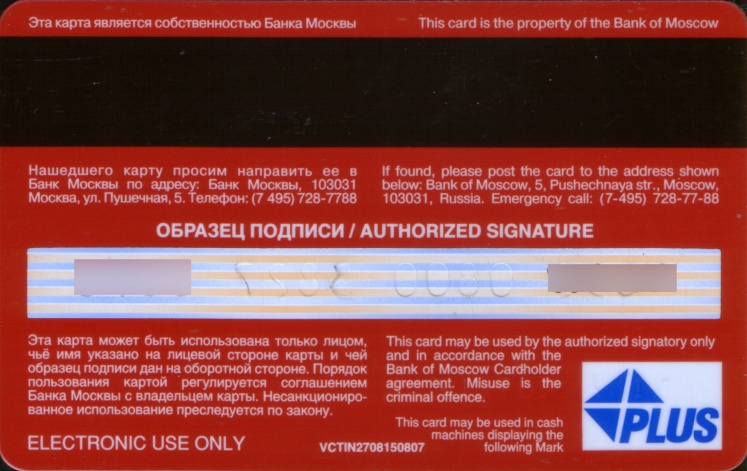 Эта карта является собственностью Банка Москвы
This card is the property of the Bank of Moscow
Нашедшего карту просим направить ее в
Банк Москвы по адресу: Банк Москвы, 103031
Москва, ул. Пушечная, 5. Телефон: (7 495) 728-7788
If found, please post the card to the address shown
below: Bank of Moscow, 5, Pushechnaya str., Moscow,
103031, Russia. Emergency call: (7-495) 728-77-88
ОБРАЗЕЦ ПОДПИСИ / AUTHORIZED SIGNATURE
Эта карта может быть использована только лицом,
чьё имя указано на лицевой стороне карты и чей
образец подписи дан на оборотной стороне. Порядок
пользования картой регулируется соглашением
Банка Москвы с владельцем карты. Несанкциониро-
ванное использование преследуется по закону.
This card may be used by the authorized signatory only
and in accordance with the
Bank of Moscow Cardholder
agreement. Misuse is the
criminal offence.
This card may be used in cash
machines displaying the
following Mark
PLUS
ELECTRONIC USE ONLY
VCTIN2708150807